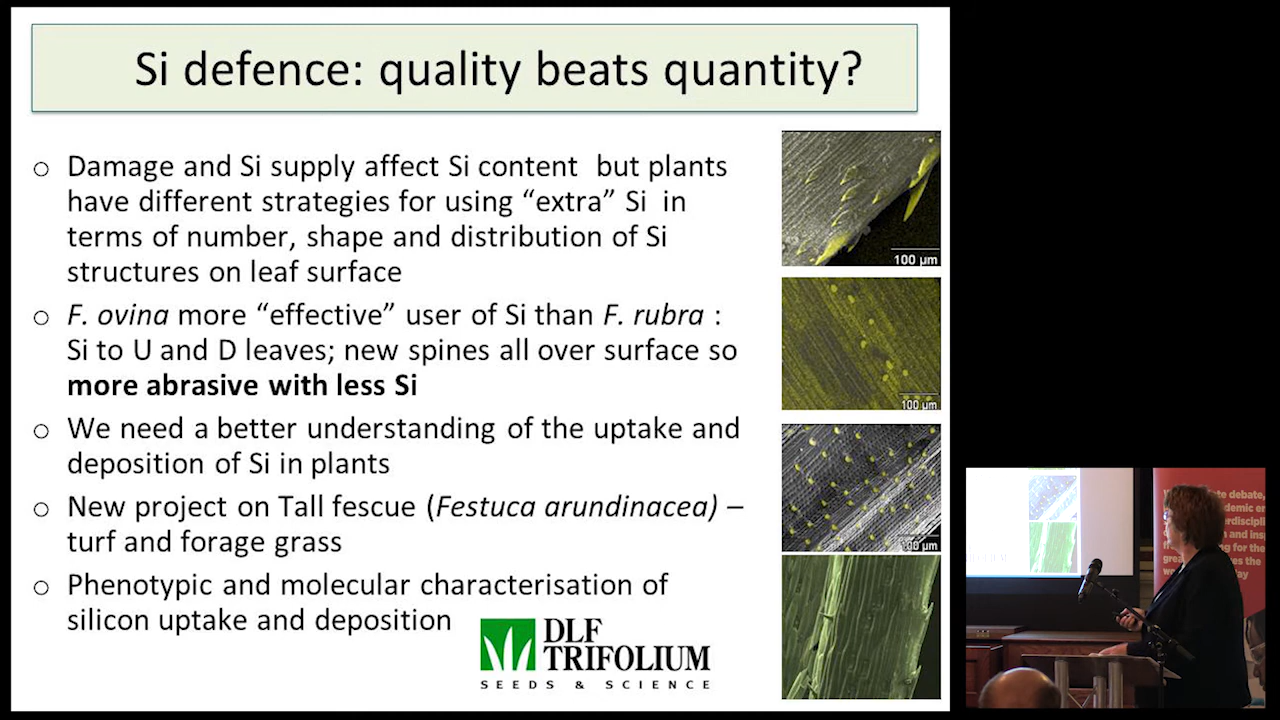 Si defence: quality beats quantity?
o Damage and Si supply affect Si content but plants
have different strategies for using “extra” Si in
terms of number, shape and distribution of Si
structures on leaf surface
o F. ovina more “effective” user of Si than F. rubra :
Si to U and D leaves; new spines all over surface so
more abrasive with less Si
o We need a better understanding of the uptake and
deposition of Si in plants
o New project on Tall fescue (Festuca arundinacea) –
turf and forage grass
o Phenotypic and molecular characterisation of
silicon uptake and deposition
DLF
TRIFOLIUM
SEEDS & SCIENCE
100 µm
100 µm
100 µm
debate,
and
for the
the